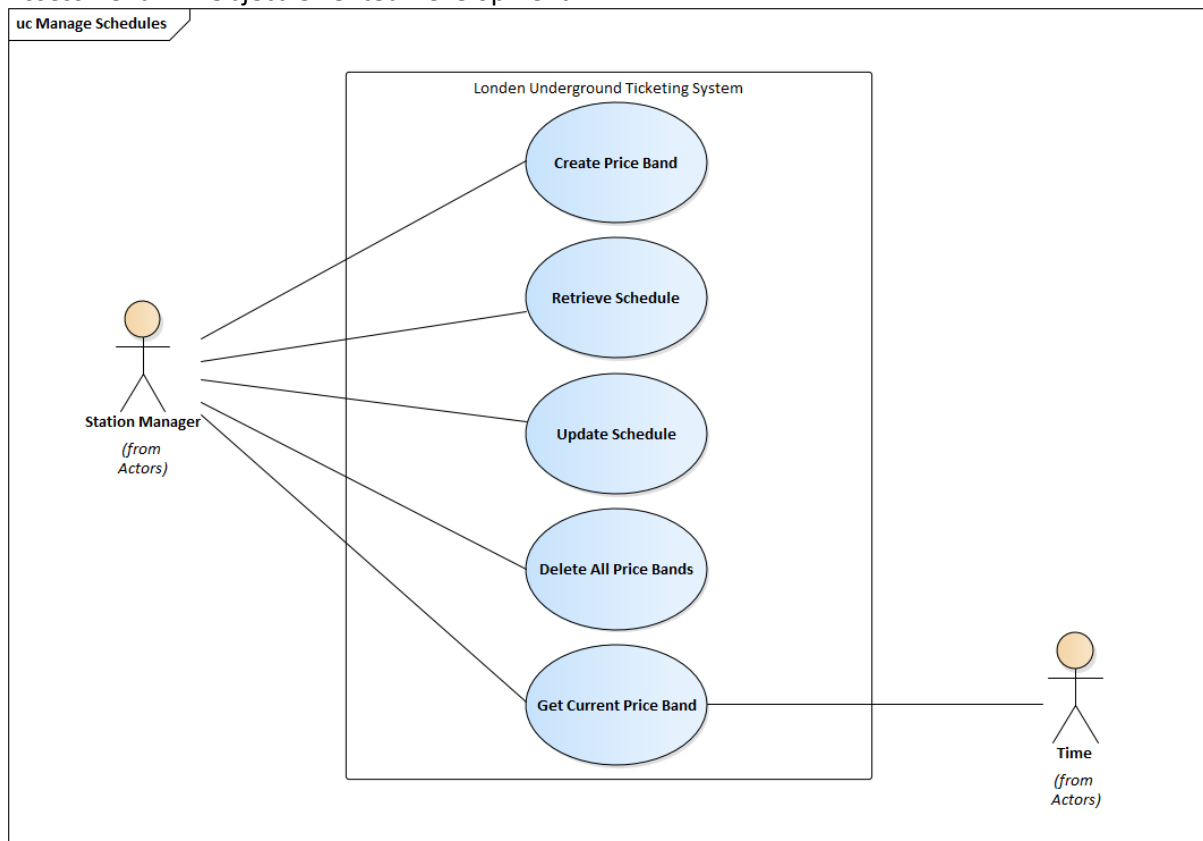 uc Manage Schedules
Londen Underground Ticketing System
Create Price Band
Retrieve Schedule
Update Schedule
Station Manager
(from
Actors)
Delete All Price Bands
Get Current Price Band
Time
(from
Actors)